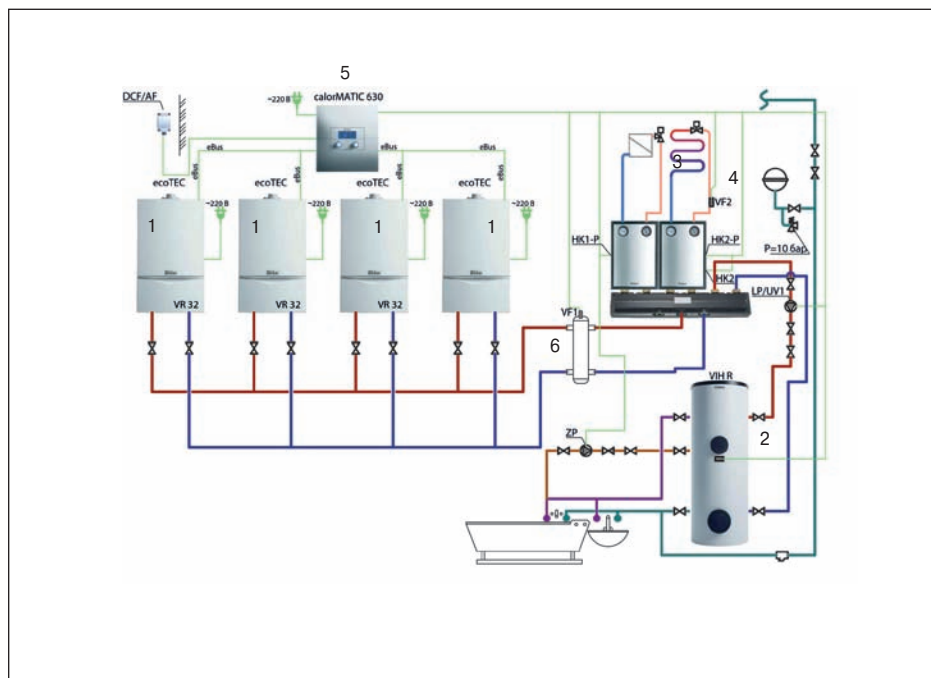 5
DCF/AF
~220 В
calorMATIC 630
eBus
eBus
eBus
eBus
eBus
eBus
ecoTEC
ecoTEC
ecoTEC
ecoTEC
~220 В
~220 В
~220 В
~220 В
1
1
1
1
VR 32
VR 32
VR 32
VR 32
3
4
VF2
HK1-P
HK2-P
HK2
P=10 бар
LP/UV1
VF1
6
VIH R
2
ZP